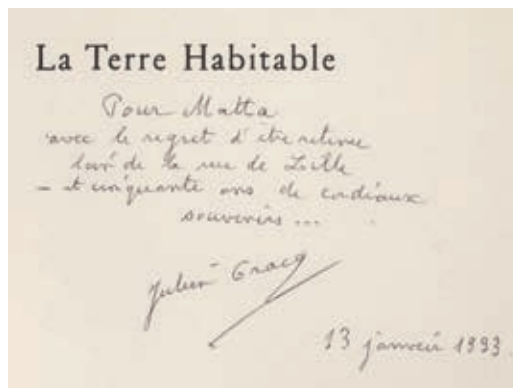 La Terre Habitable
Pour Matta
avec le regret d'être retenu
loin de la rue de Lille
– et cinquante ans de cordiaux
souvenirs ...
Julien Gracq
13 janvier 1993.